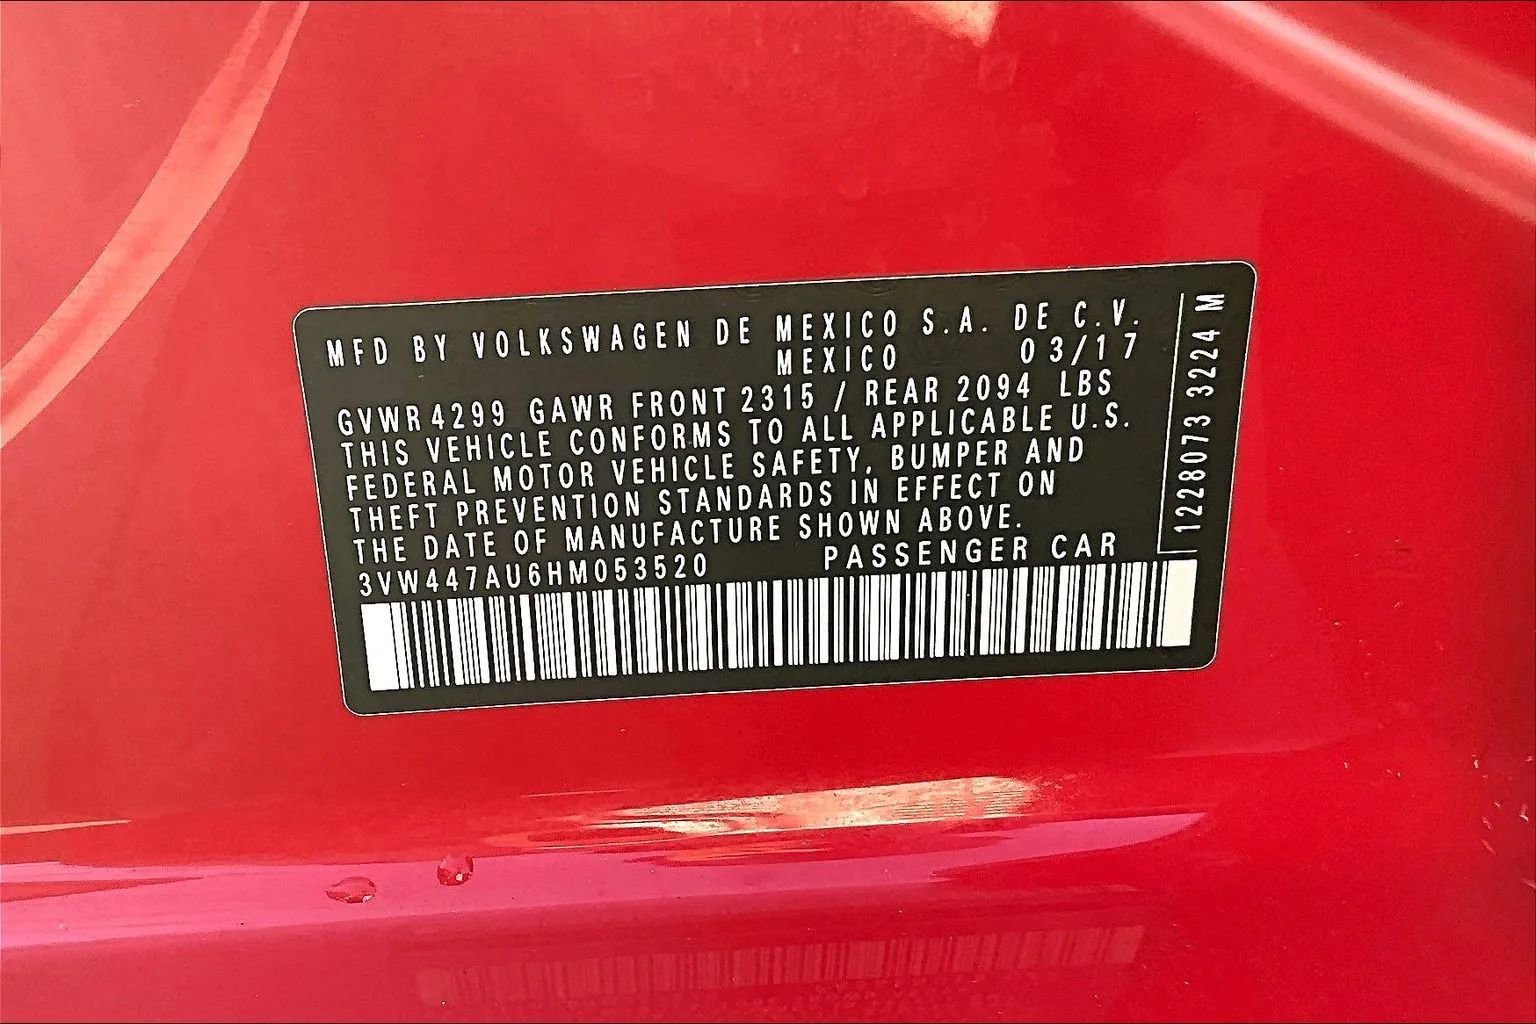 MFD BY VOLKSWAGEN DE MEXICO S.A. DE C.V.
MEXICO 03/17
GVWR 4299 GAWR FRONT 2315 / REAR 2094 LBS
THIS VEHICLE CONFORMS TO ALL APPLICABLE U.S.
FEDERAL MOTOR VEHICLE SAFETY, BUMPER AND
THEFT PREVENTION STANDARDS IN EFFECT ON
THE DATE OF MANUFACTURE SHOWN ABOVE.
3VW447AU6HM053520 PASSENGER CAR
1228073 3224 M